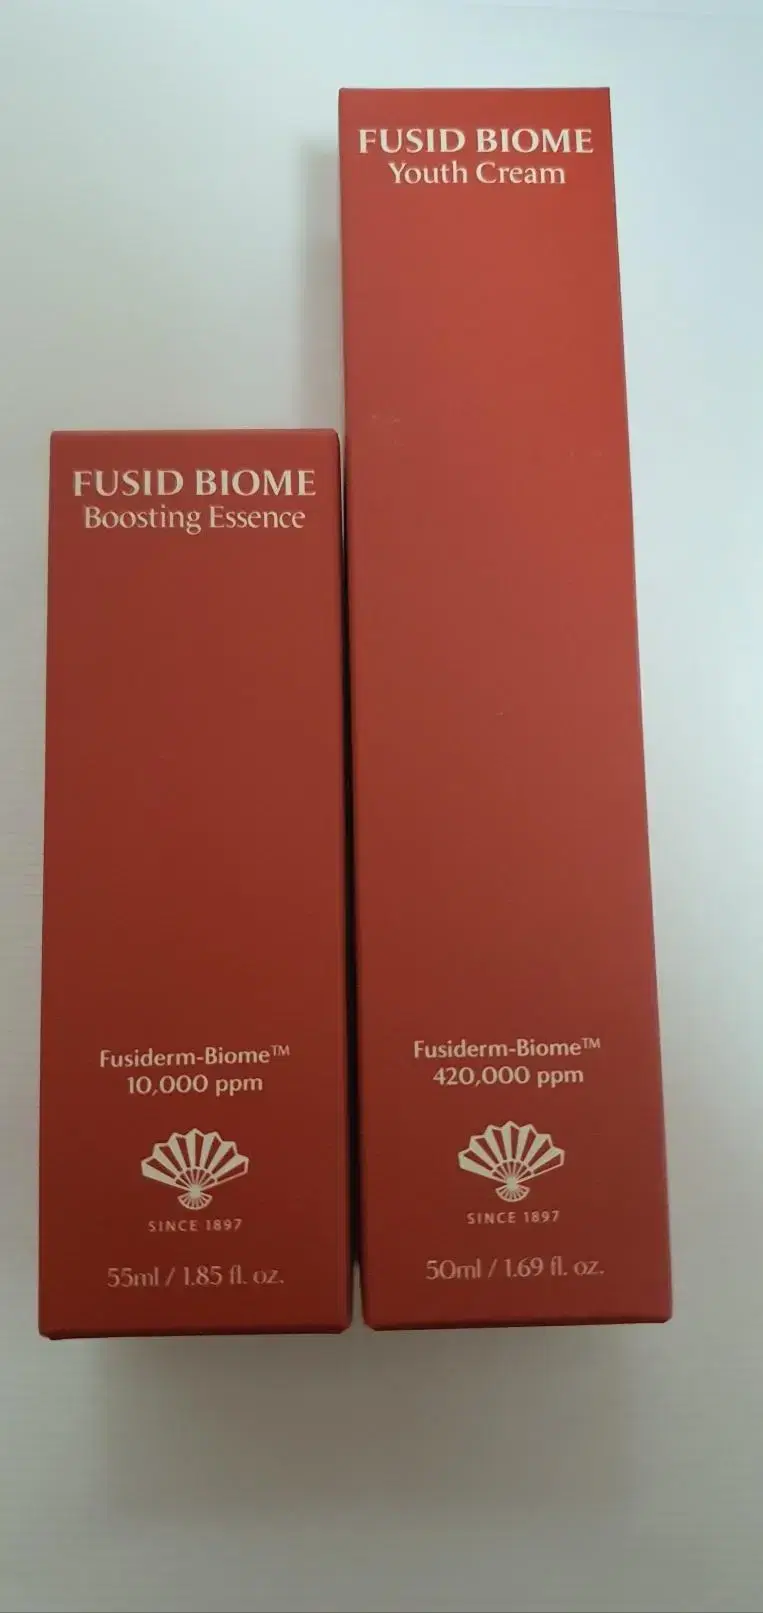 FUSID BIOME
Boosting Essence
Fusiderm-Biome™
10,000 ppm
SINCE 1897
55ml / 1.85 fl. oz.
FUSID BIOME
Youth Cream
Fusiderm-Biome™
420,000 ppm
SINCE 1897
50ml / 1.69 fl. oz.